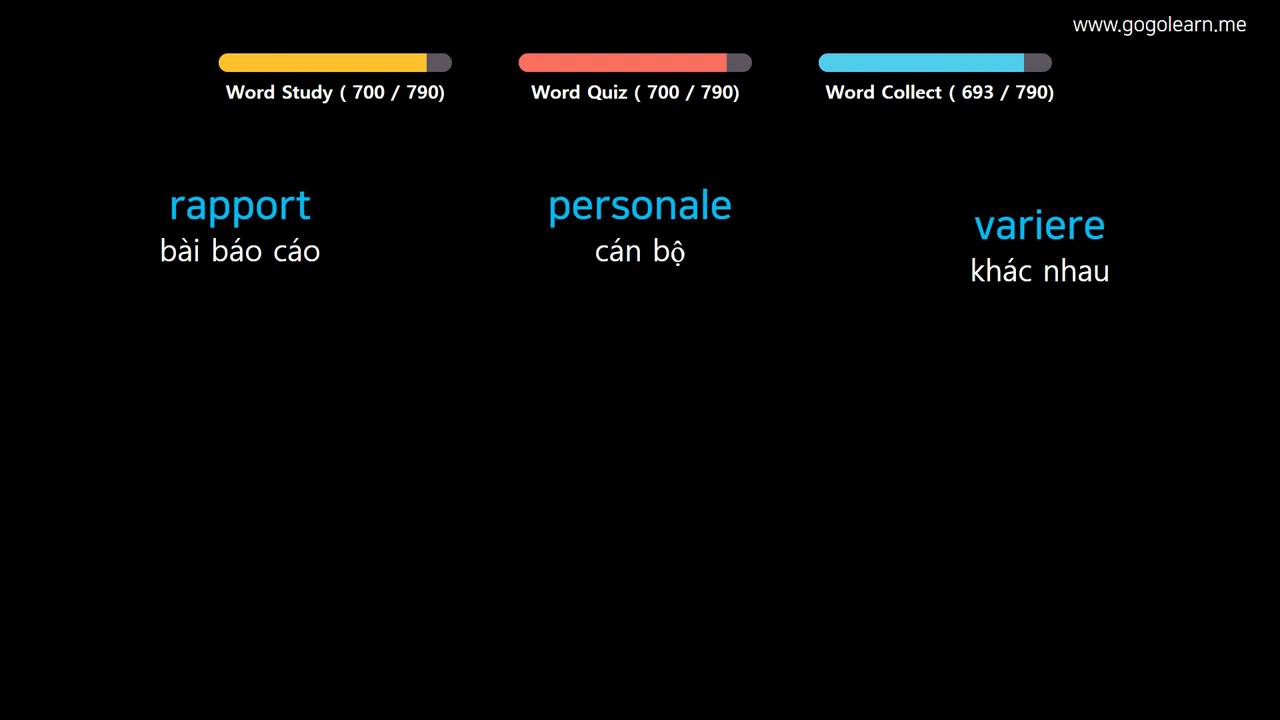 www.gogolearn.me
Word Study ( 700 / 790)
Word Quiz ( 700 / 790)
Word Collect ( 693 / 790)
rapport
bài báo cáo
personale
cán bộ
variere
khác nhau